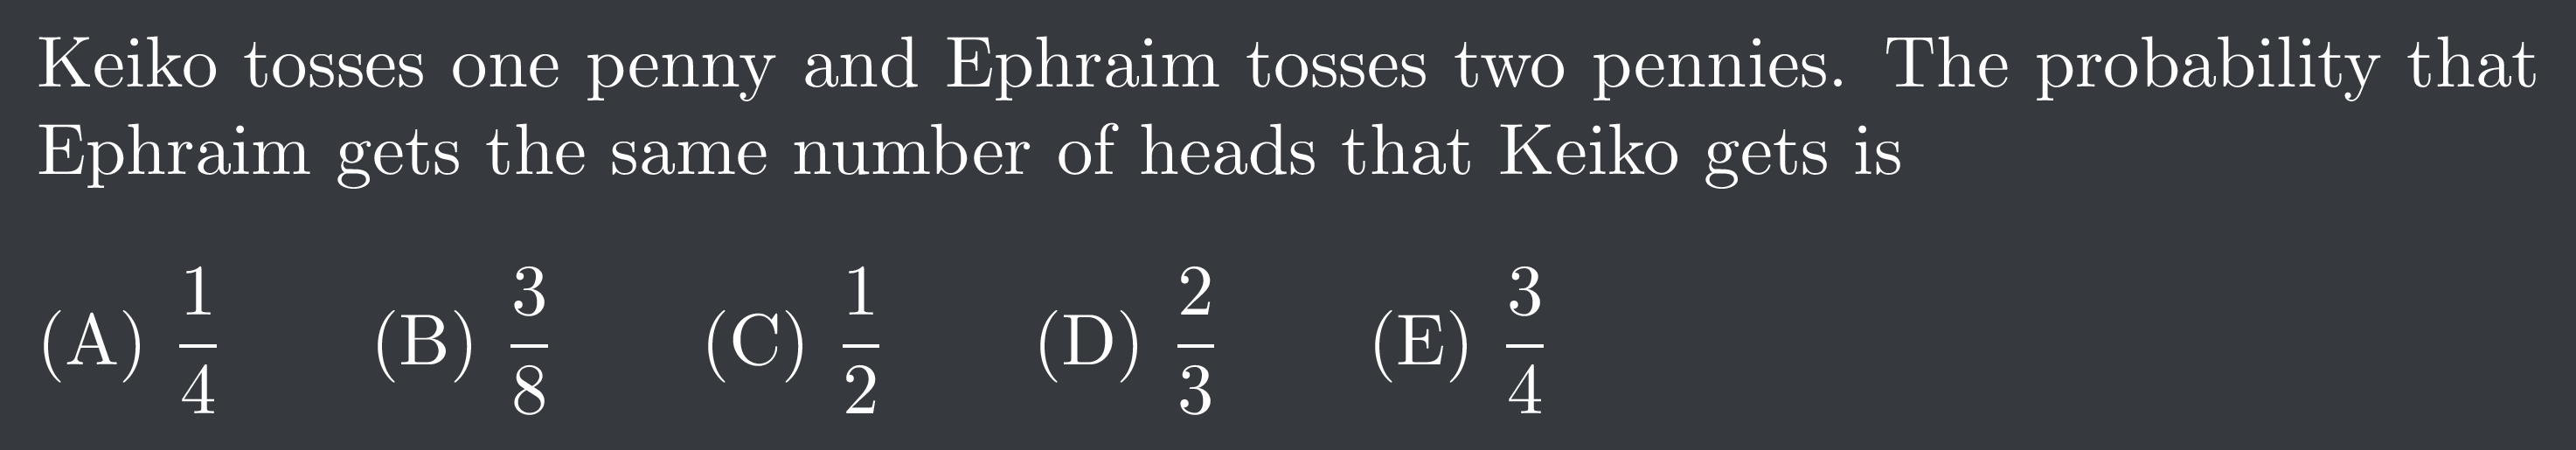 Keiko tosses one penny and Ephraim tosses two pennies. The probability that
Ephraim gets the same number of heads that Keiko gets is
(A) 1/4 (B) 3/8 (C) 1/2 (D) 2/3 (E) 3/4